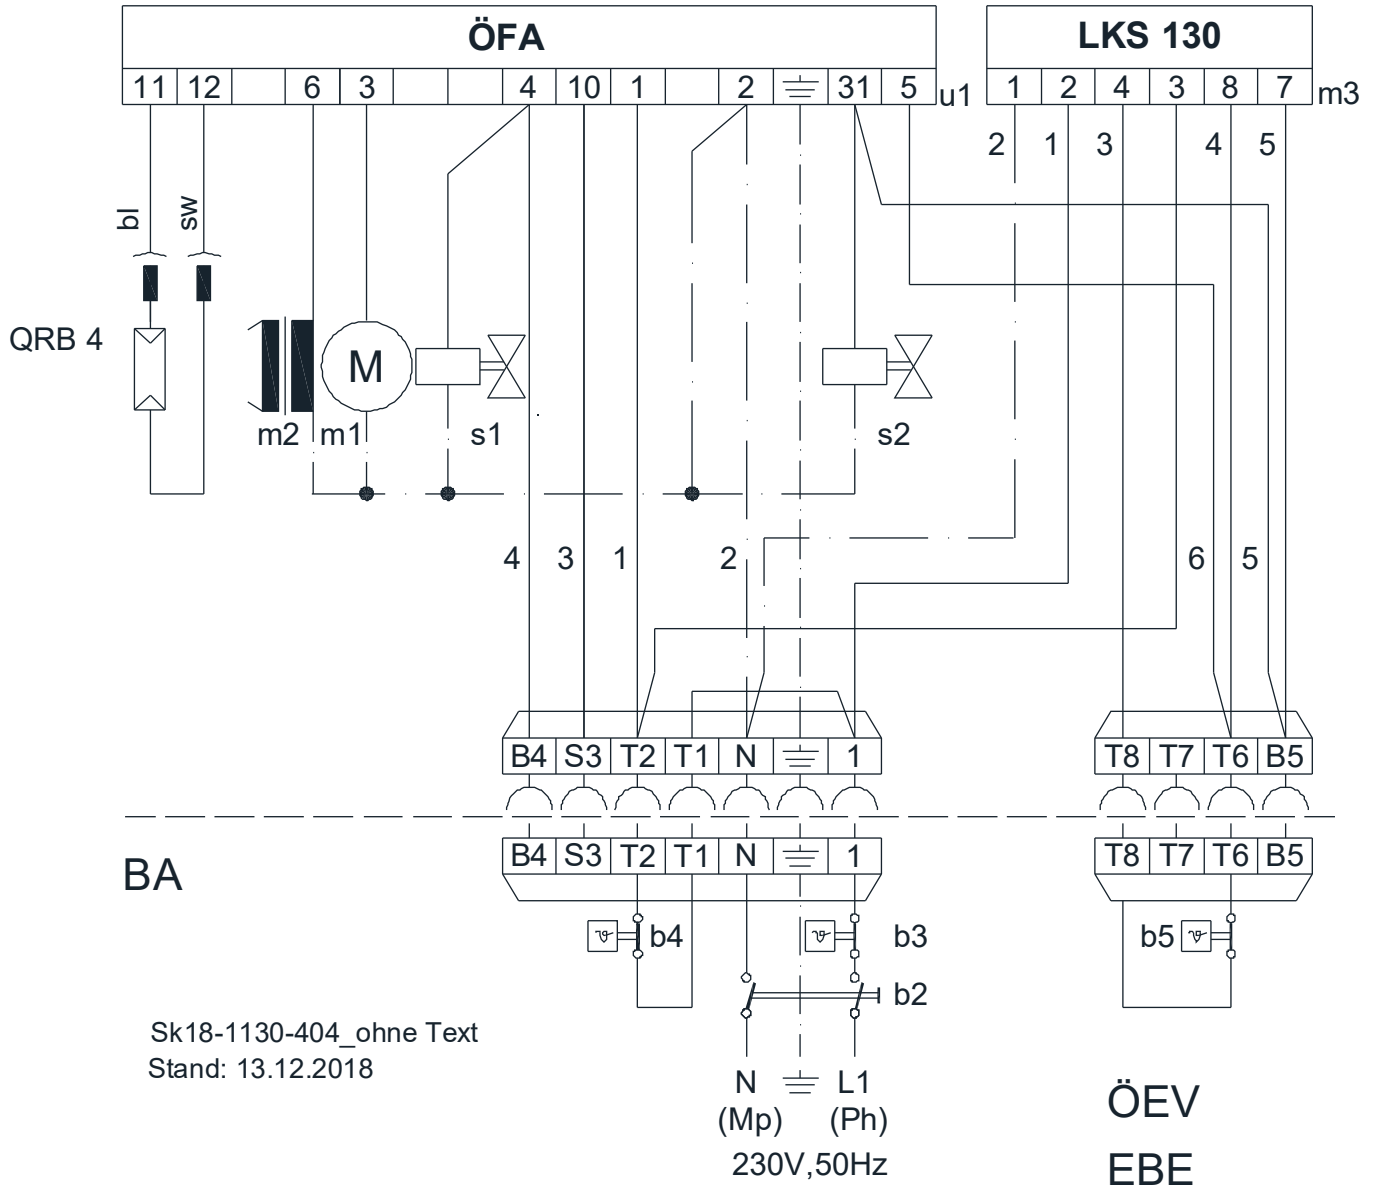 ÖFA LKS 130
11 12 6 3 4 10 1 2 31 5 u1 1 2 4 3 8 7 m3
2 1 3 4 5
bl sw
QRB 4 M
m2 m1 s1 s2
4 3 1 2 6 5
B4 S3 T2 T1 N 1 T8 T7 T6 B5
B4 S3 T2 T1 N 1 T8 T7 T6 B5
BA
ϑ b4 ϑ b3 b5 ϑ
b2
Sk18-1130-404_ohne Text
Stand: 13.12.2018
N L1
(Mp) (Ph)
230V,50Hz
ÖEV
EBE